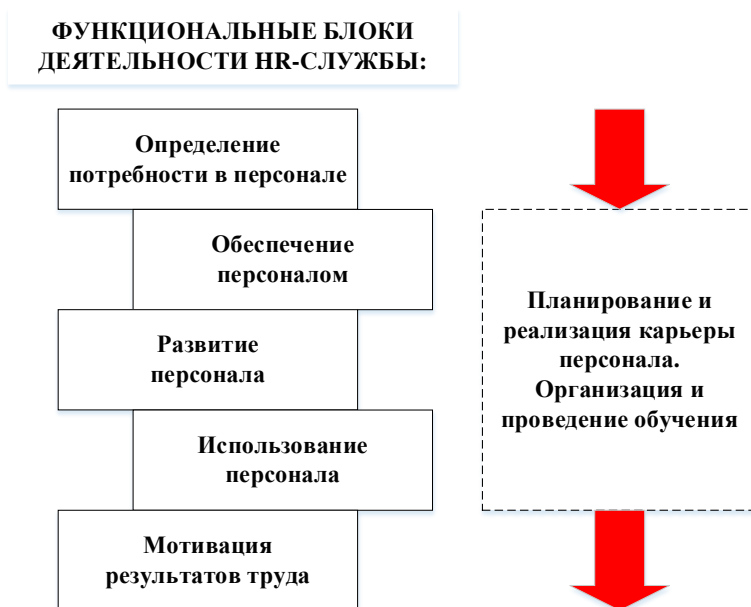 ФУНКЦИОНАЛЬНЫЕ БЛОКИ
ДЕЯТЕЛЬНОСТИ HR-СЛУЖБЫ:
Определение
потребности в персонале
Обеспечение
персоналом
Развитие
персонала
Использование
персонала
Мотивация
результатов труда
Планирование и
реализация карьеры
персонала.
Организация и
проведение обучения